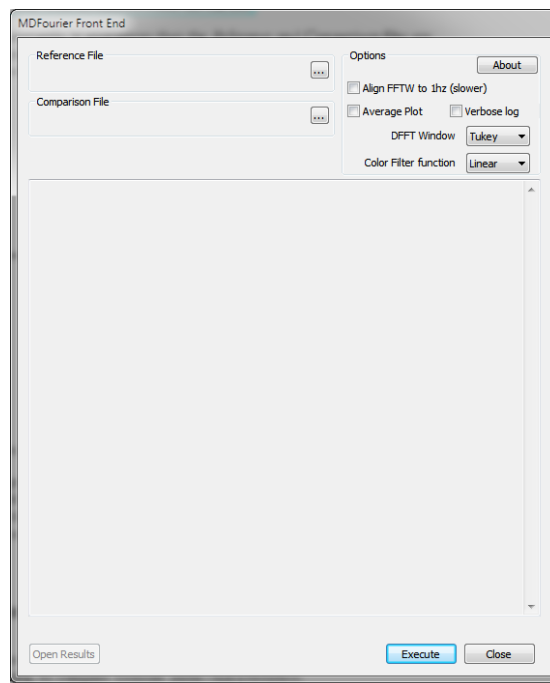 MDFourier Front End
Reference File
...
Comparison File
...
Options
About
Align FFTW to 1hz (slower)
Average Plot
Verbose log
DFFT Window
Tukey
Color Filter function
Linear
Open Results
Execute
Close